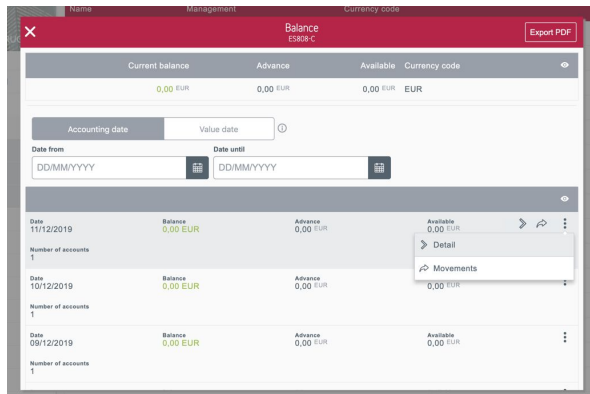 Name Management Currency code
Balance
ES808-C
Export PDF
Current balance Advance Available Currency code
0,00 EUR 0,00 EUR 0,00 EUR EUR
Accounting date Value date
Date from Date until
DD/MM/YYYY DD/MM/YYYY
Date Balance Advance Available
11/12/2019 0,00 EUR 0,00 EUR 0,00 EUR
Detail
Number of accounts
1
Movements
Date Balance Advance
10/12/2019 0,00 EUR 0,00 EUR 0,00 EUR
Number of accounts
1
Date Balance Advance Available
09/12/2019 0,00 EUR 0,00 EUR 0,00 EUR
Number of accounts
1